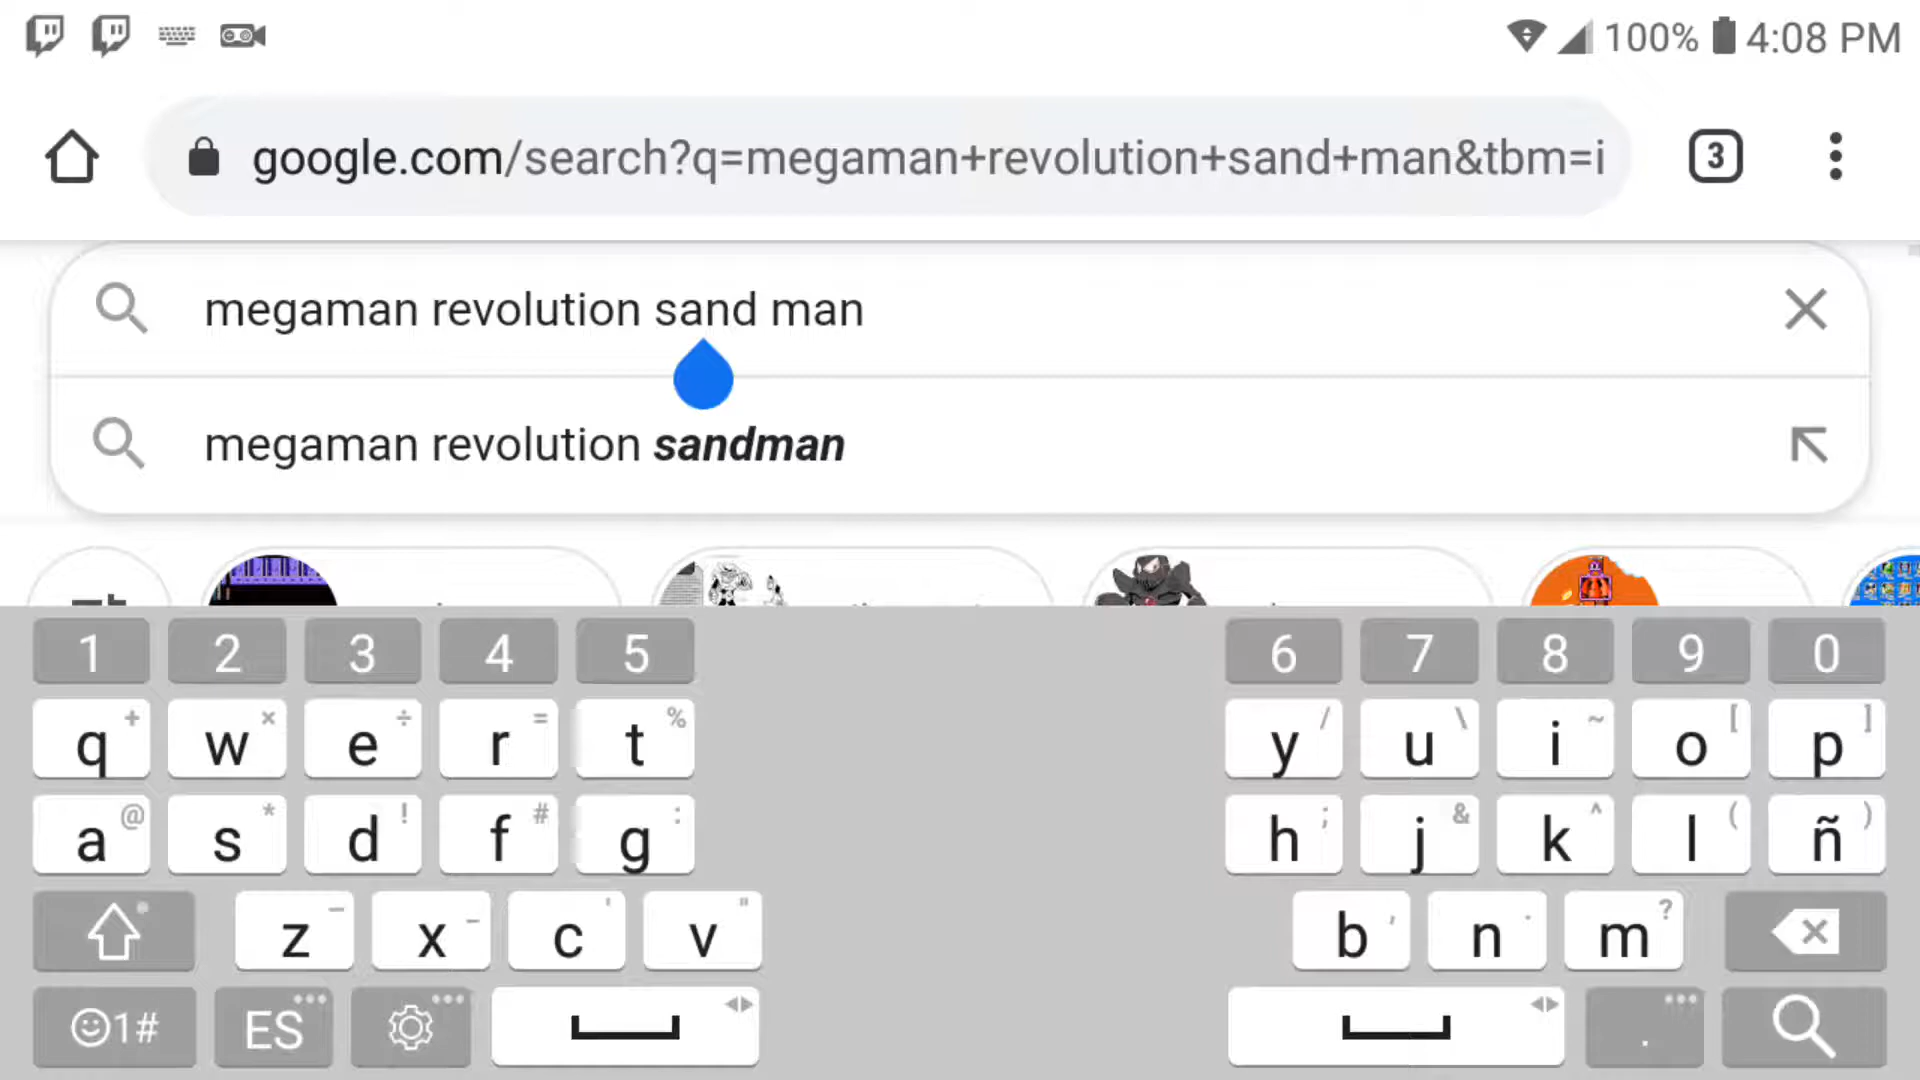 100% 4:08 PM
google.com/search?q=megaman+revolution+sand+man&tbm=i
3
megaman revolution sand man
megaman revolution sandman
1 2 3 4 5 6 7 8 9 0
q + w × e ÷ r = t % y / u \ i ~ o [ p ]
a @ s * d ! f # g : h ; j & k ^ l ( ñ )
z – x - c ' v " b , n . m ?
1# ES .